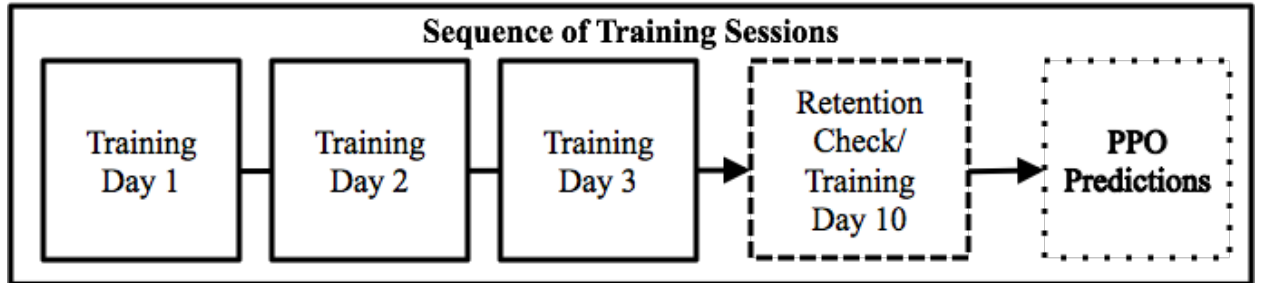 Sequence of Training Sessions
Training
Day 1
Training
Day 2
Training
Day 3
Retention
Check/
Training
Day 10
PPO
Predictions